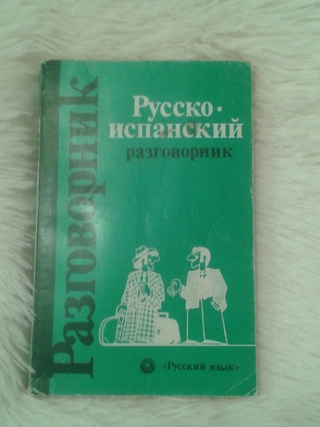 Разговорник
Русско-
испанский
разговорник
«Русский язык»